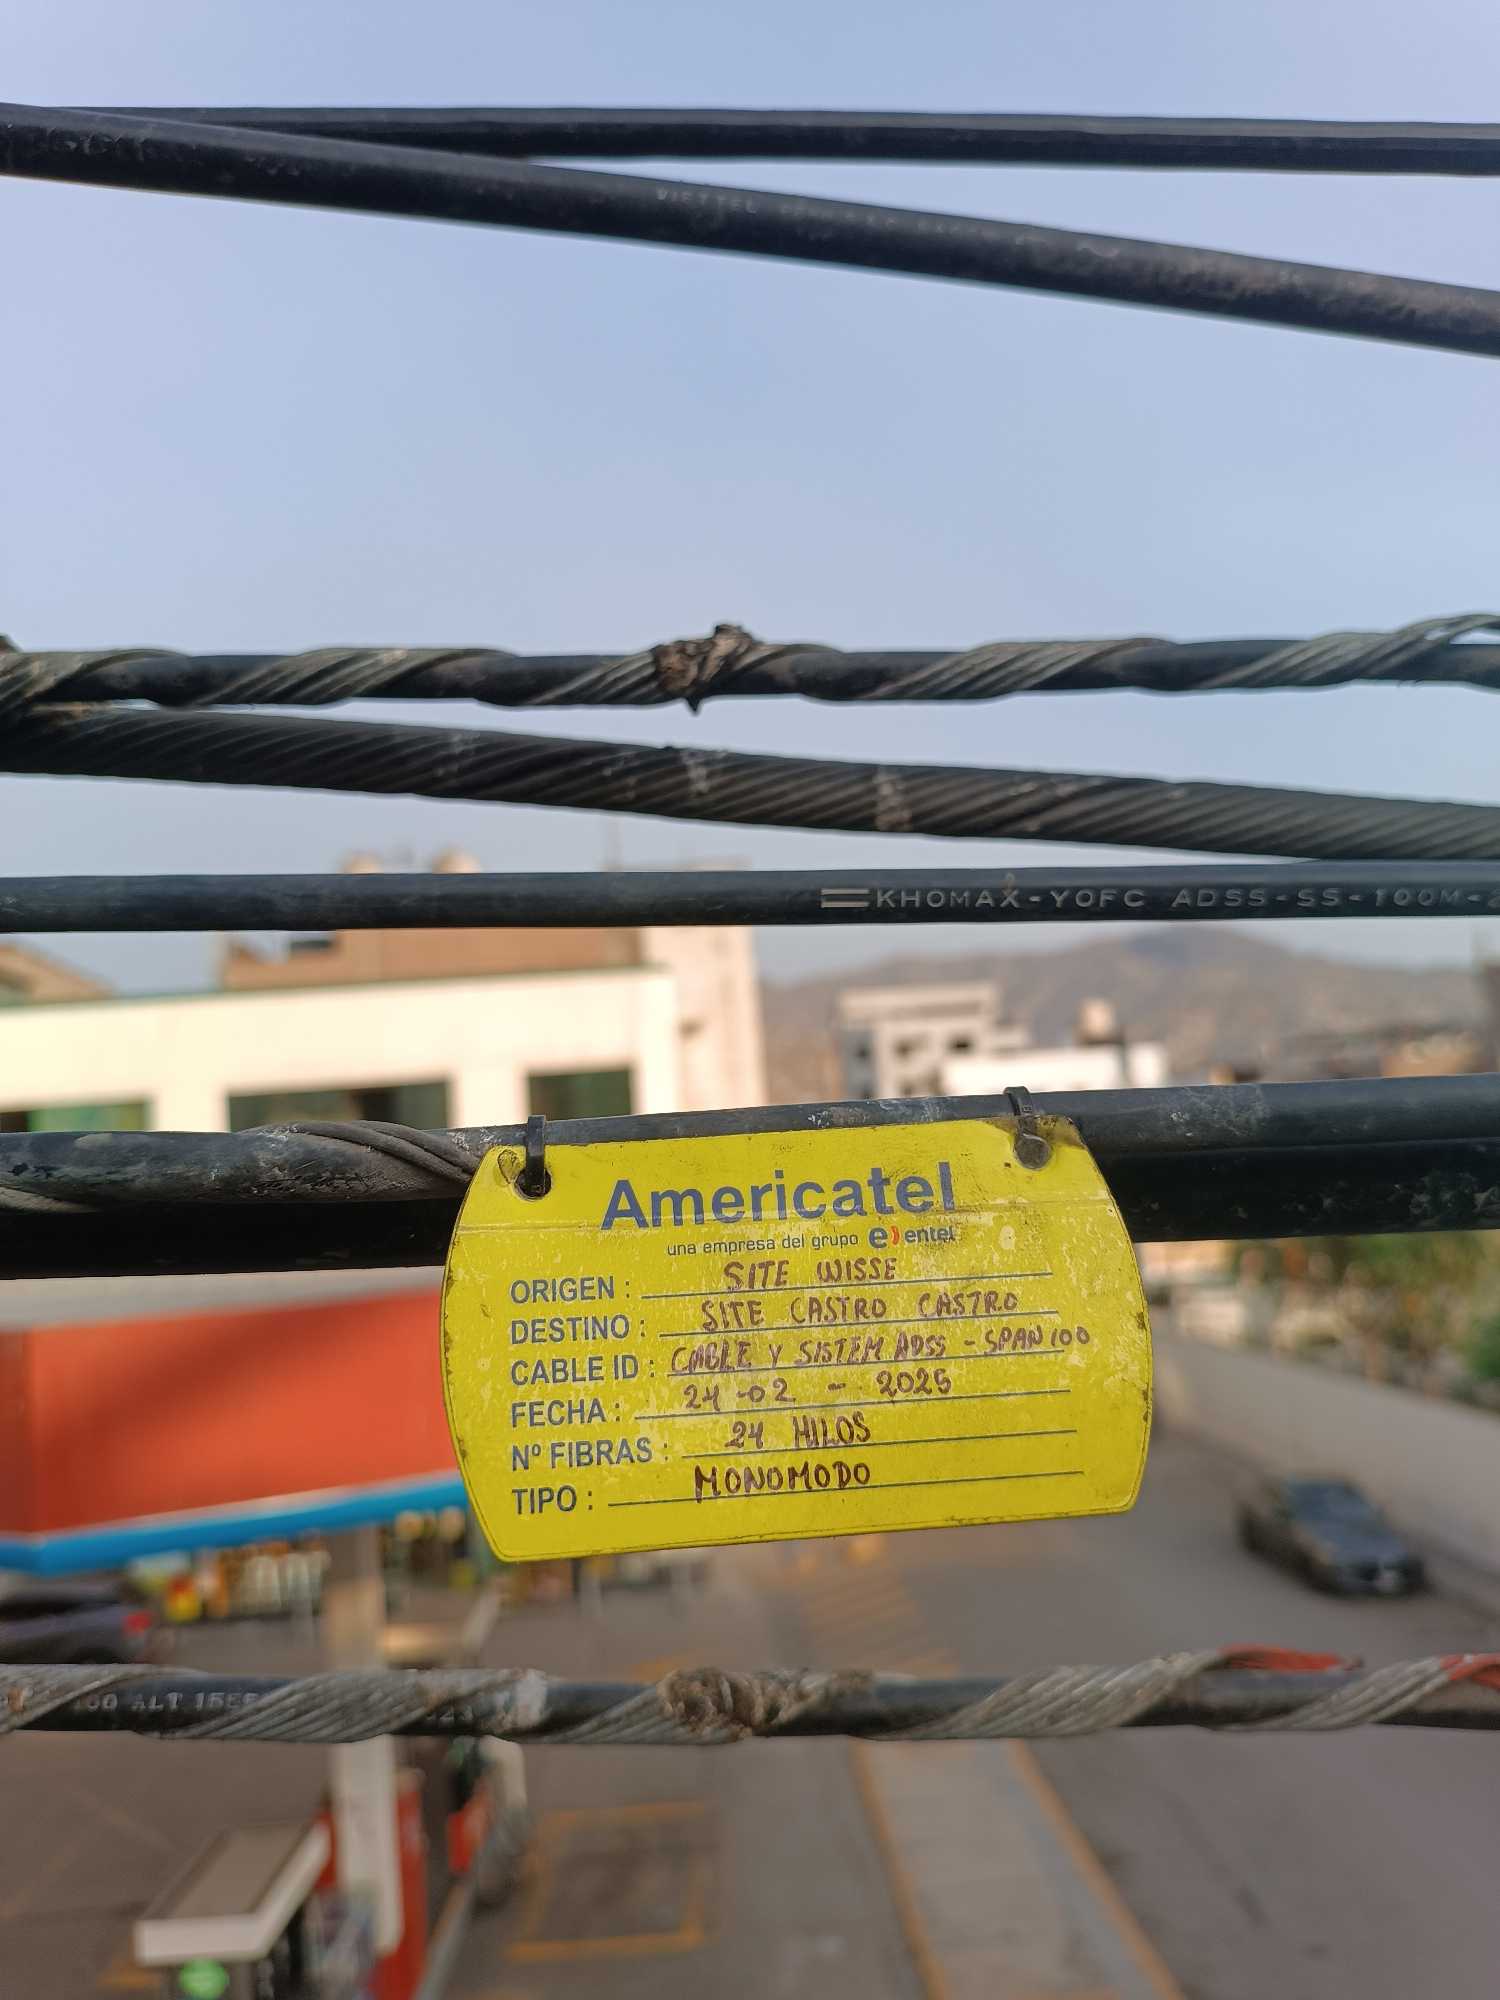 VIETTEL
KHOMAX-YOFC ADSS-SS-100M-2
Americatel
una empresa del grupo e) entel
ORIGEN : SITE WISSE
DESTINO : SITE CASTRO CASTRO
CABLE ID : CABLE Y SISTEM ADSS - SPAN 100
FECHA : 24-02 - 2025
Nº FIBRAS : 24 HILOS
TIPO : MONOMODO
100 ALT 15